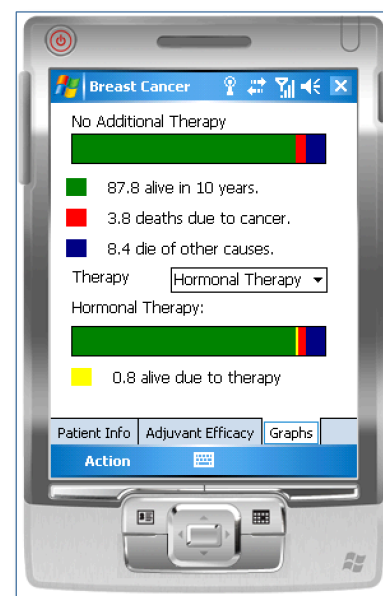 Breast Cancer
No Additional Therapy
87.8 alive in 10 years.
3.8 deaths due to cancer.
8.4 die of other causes.
Therapy Hormonal Therapy
Hormonal Therapy:
0.8 alive due to therapy
Patient Info Adjuvant Efficacy Graphs
Action